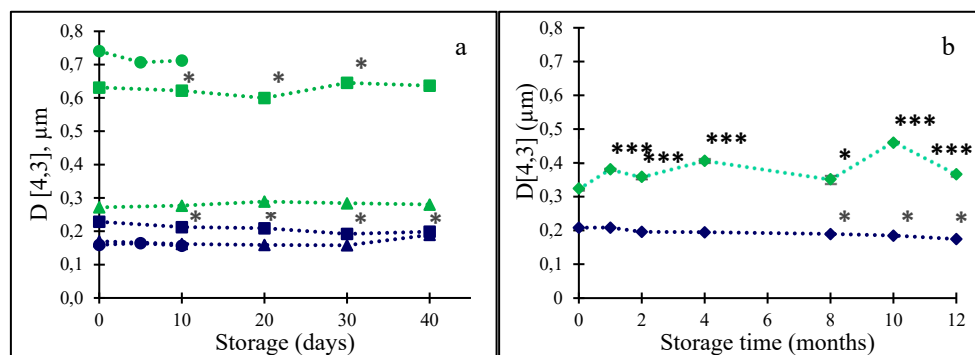 a
D [4,3], µm
0,8
0,7
0,6
0,5
0,4
0,3
0,2
0,1
0,0
* * *
* * * *
0 10 20 30 40
Storage (days)
b
D[4,3] (µm)
0,8
0,7
0,6
0,5
0,4
0,3
0,2
0,1
0
*** *** *** * *** ***
* * *
0 2 4 6 8 10 12
Storage time (months)